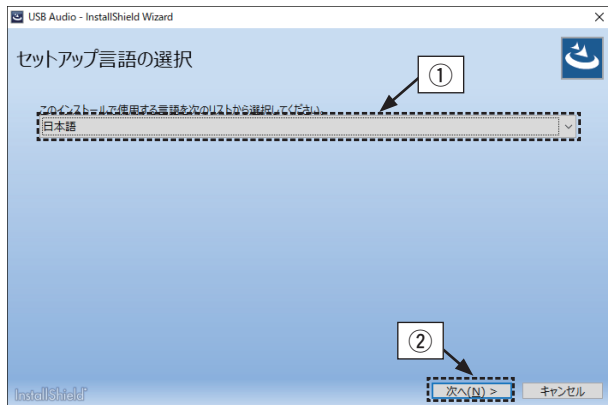 USB Audio - InstallShield Wizard
セットアップ言語の選択
①
このインストールで使用する言語を次のリストから選択してください。
日本語
②
InstallShield
次へ(N) >
キャンセル